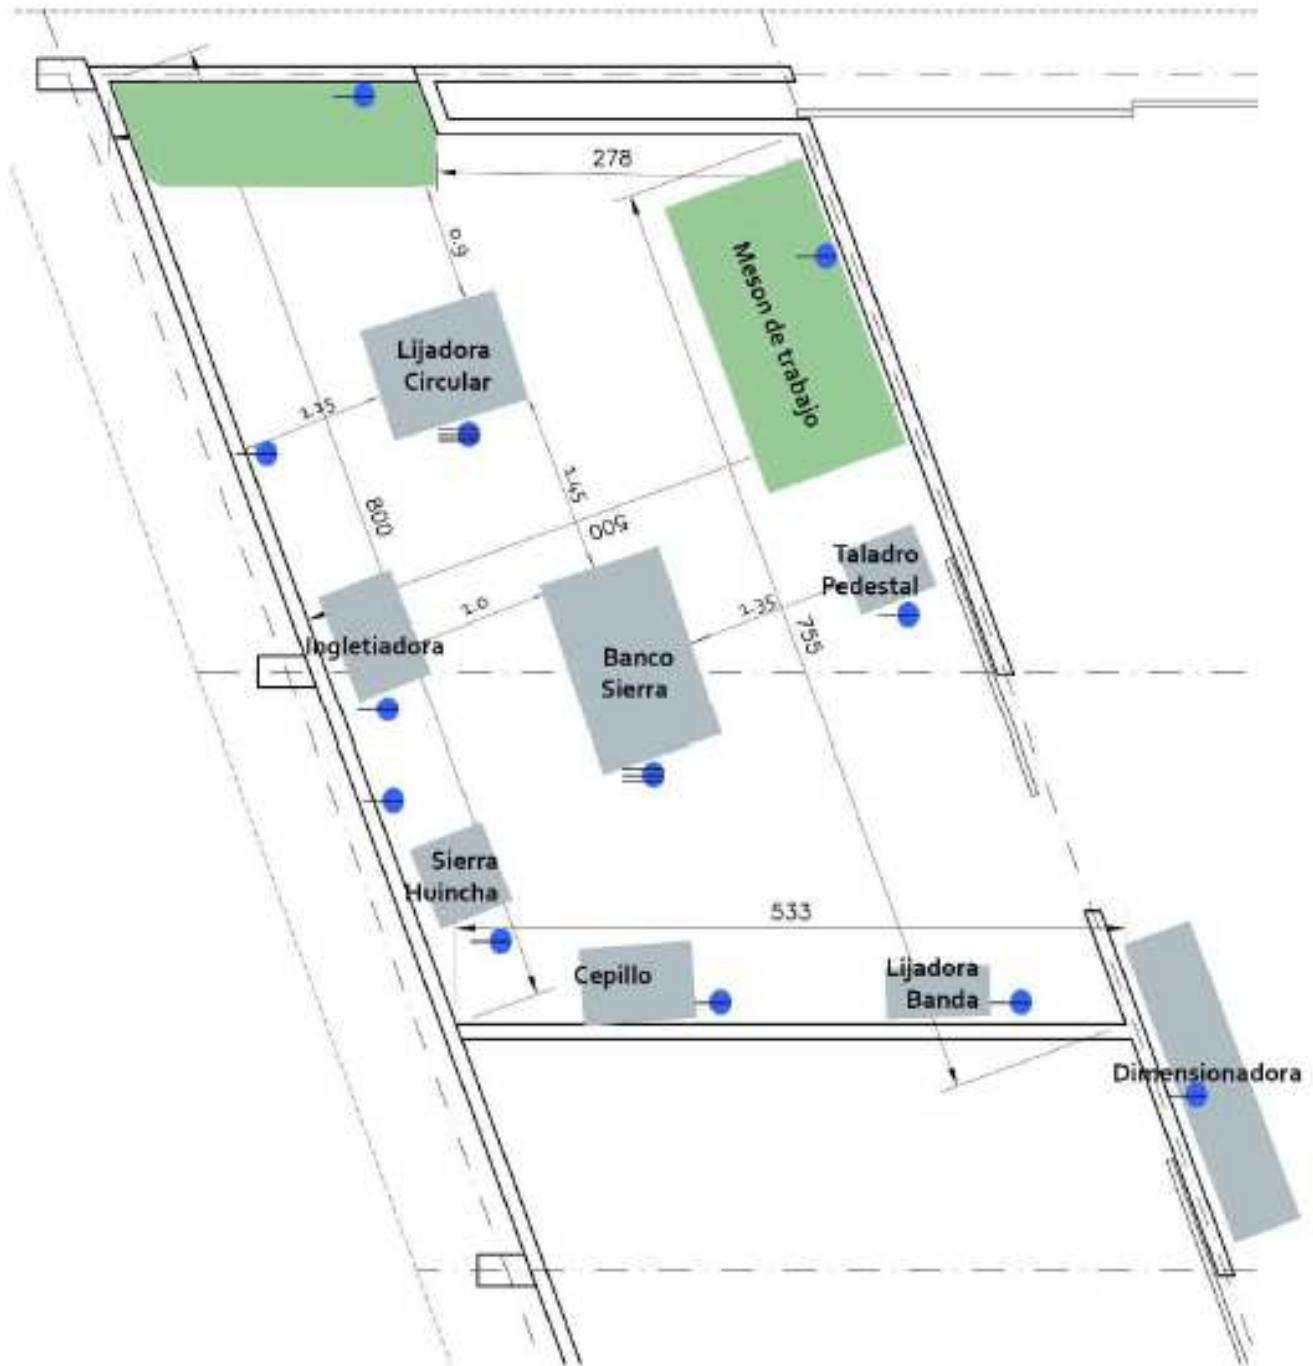 278
0.9
Meson de trabajo
Lijadora
Circular
1.35
1.45
800
500
Taladro
Pedestal
1.0
1.35
755
Ingletiadora
Banco
Sierra
Sierra
Huincha
533
Cepillo
Lijadora
Banda
Dimensionadora